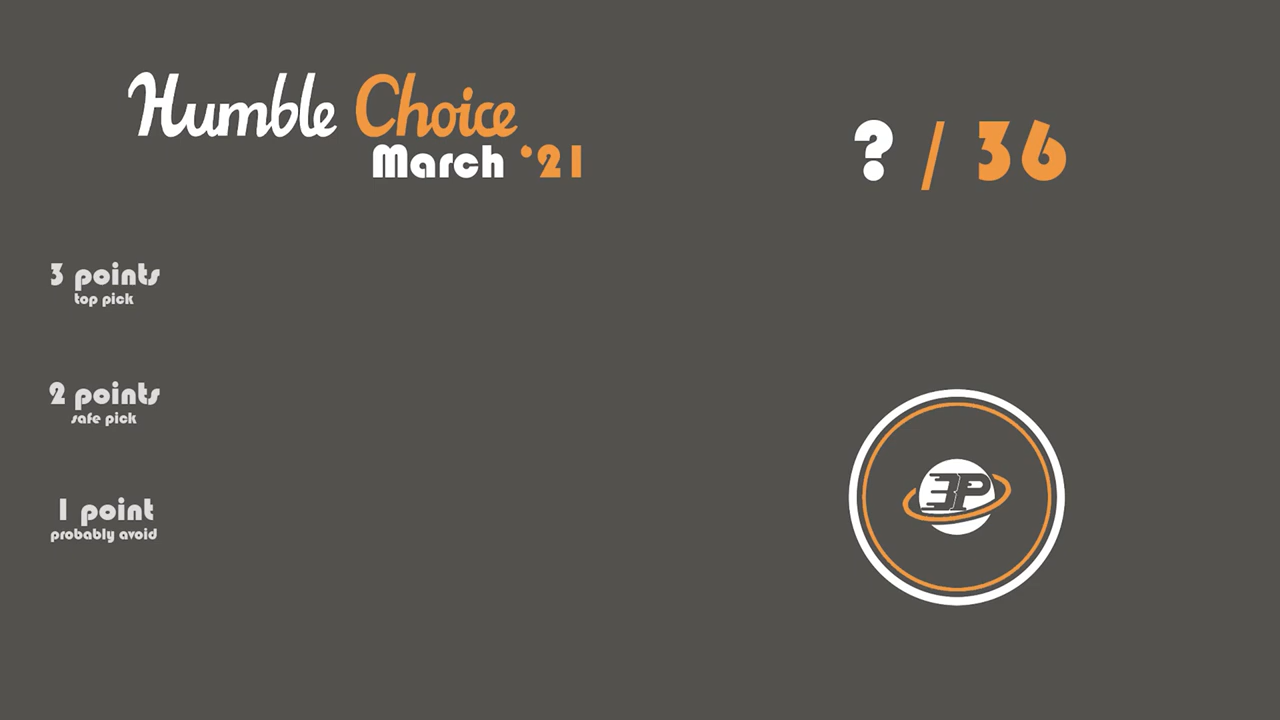 Humble Choice
March '21
? / 36
3 points
top pick
2 points
safe pick
1 point
probably avoid
3P